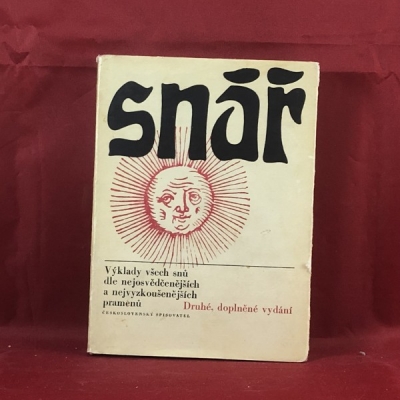 snář
Výklady všech snů
dle nejosvědčenějších
a nejvyzkoušenějších
pramenů
Druhé, doplněné vydání
ČESKOSLOVENSKÝ SPISOVATEL